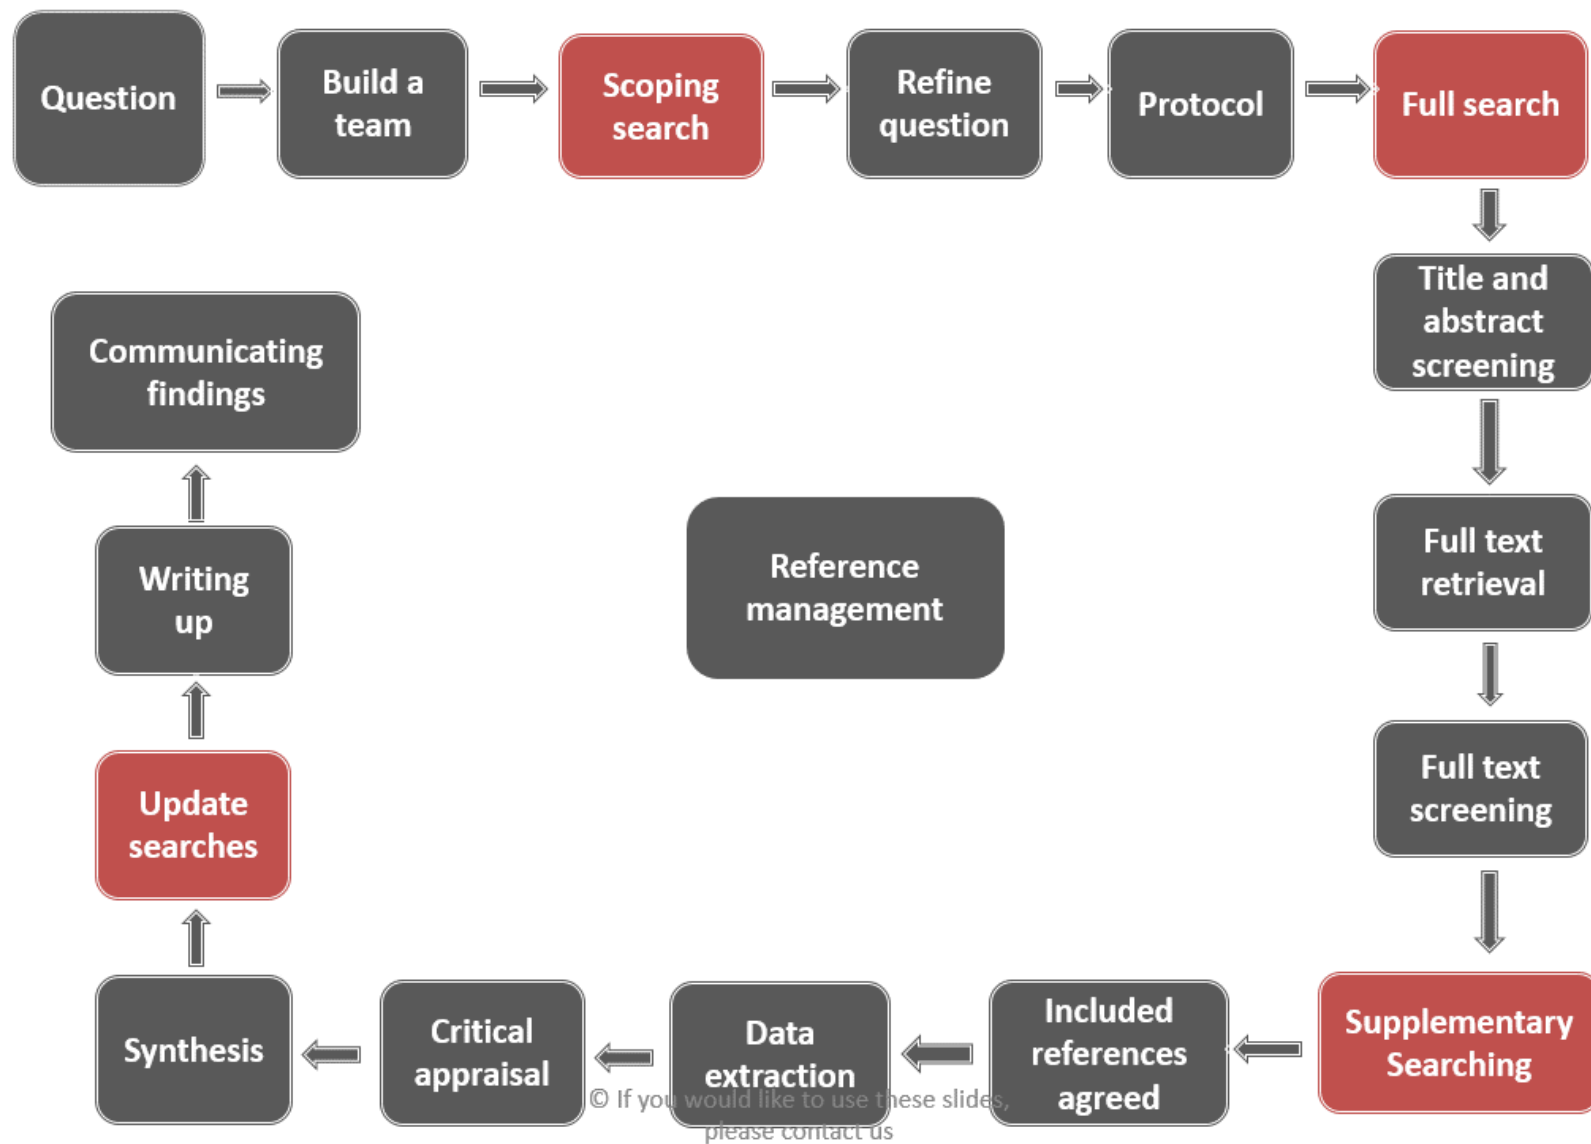 Question
Build a
team
Scoping
search
Refine
question
Protocol
Full search
Title and
abstract
screening
Full text
retrieval
Full text
screening
Supplementary
Searching
Included
references
agreed
Data
extraction
Critical
appraisal
Synthesis
Update
searches
Writing
up
Communicating
findings
Reference
management
© If you would like to use these slides,
please contact us